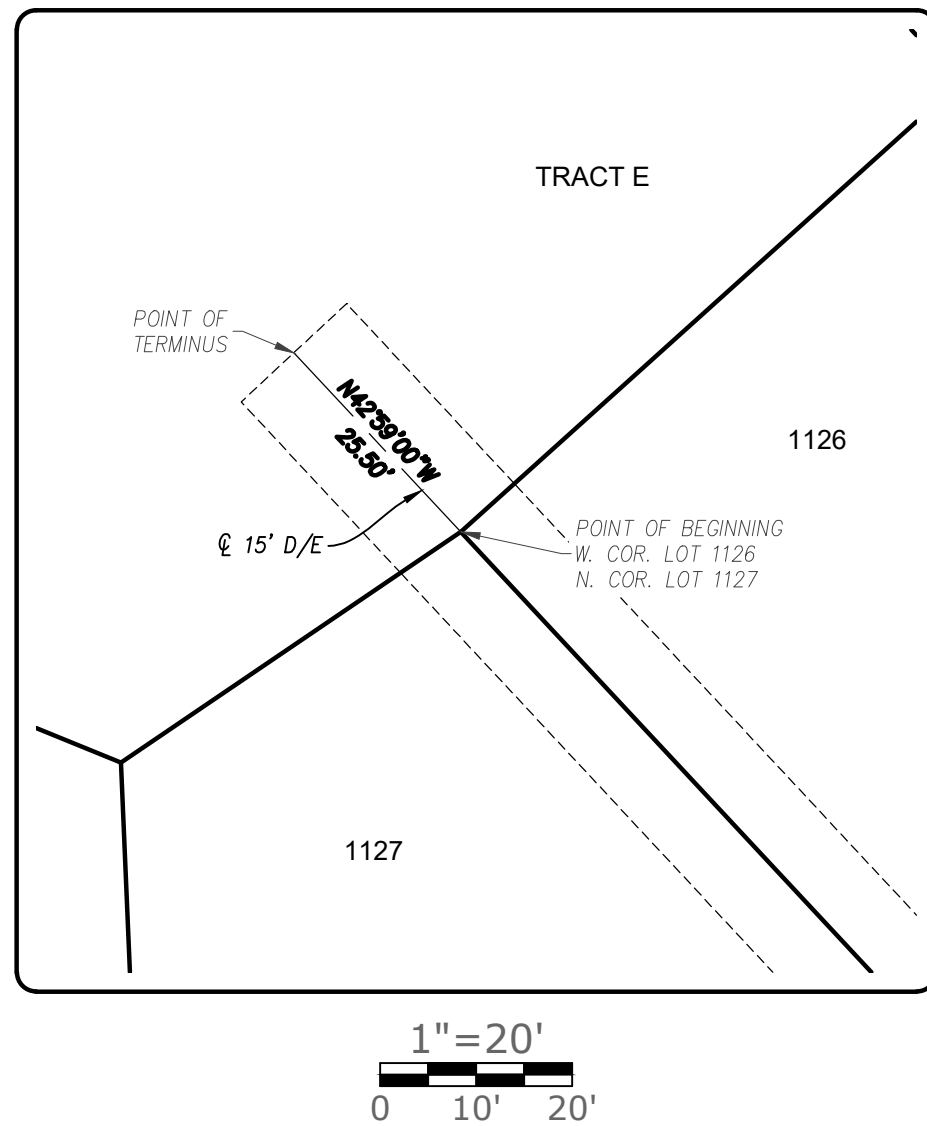 TRACT E
POINT OF
TERMINUS
N42°59'00"W
25.50'
1126
℄ 15' D/E
POINT OF BEGINNING
W. COR. LOT 1126
N. COR. LOT 1127
1127
1"=20'
0 10' 20'